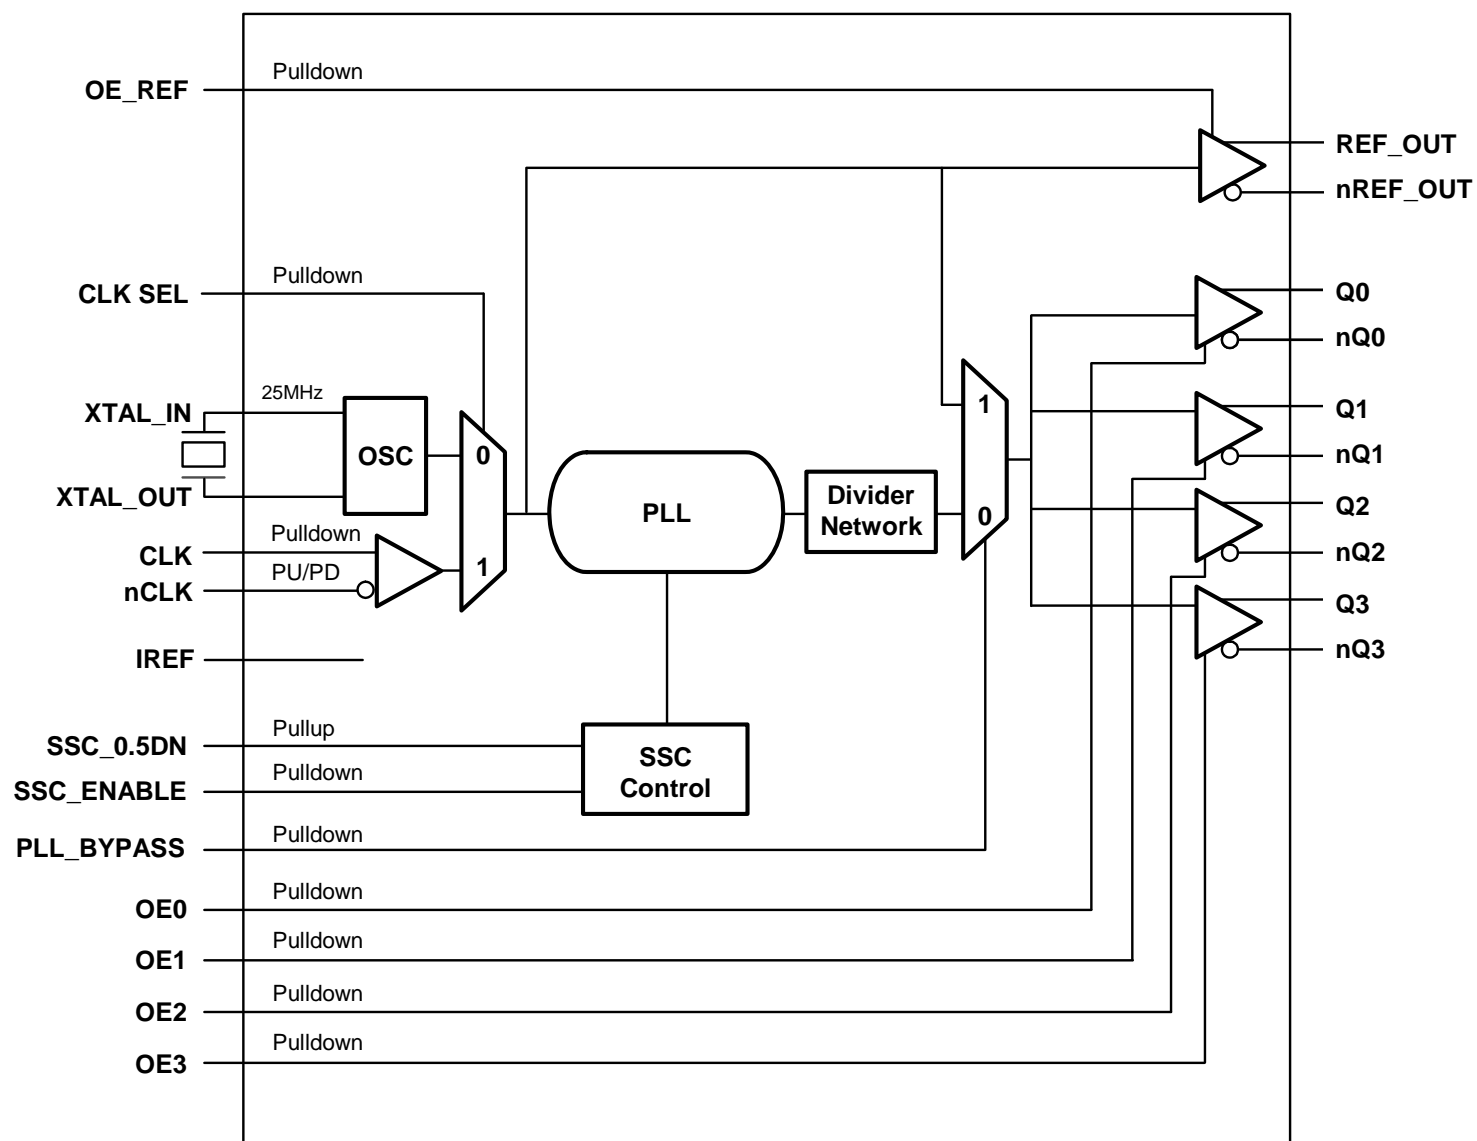 Pulldown
OE_REF
REF_OUT
nREF_OUT
Pulldown
CLK SEL
Q0
nQ0
25MHz
XTAL_IN
OSC
XTAL_OUT
0
1
Pulldown
CLK
PU/PD
nCLK
PLL
Divider
Network
1
0
Q1
nQ1
Q2
nQ2
Q3
nQ3
IREF
Pullup
SSC_0.5DN
Pulldown
SSC_ENABLE
SSC
Control
Pulldown
PLL_BYPASS
Pulldown
OE0
Pulldown
OE1
Pulldown
OE2
Pulldown
OE3